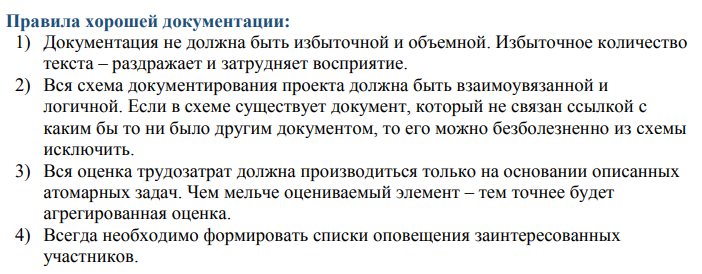 Правила хорошей документации:
1) Документация не должна быть избыточной и объемной. Избыточное количество
текста – раздражает и затрудняет восприятие.
2) Вся схема документирования проекта должна быть взаимоувязанной и
логичной. Если в схеме существует документ, который не связан ссылкой с
каким бы то ни было другим документом, то его можно безболезненно из схемы
исключить.
3) Вся оценка трудозатрат должна производиться только на основании описанных
атомарных задач. Чем мельче оцениваемый элемент – тем точнее будет
агрегированная оценка.
4) Всегда необходимо формировать списки оповещения заинтересованных
участников.